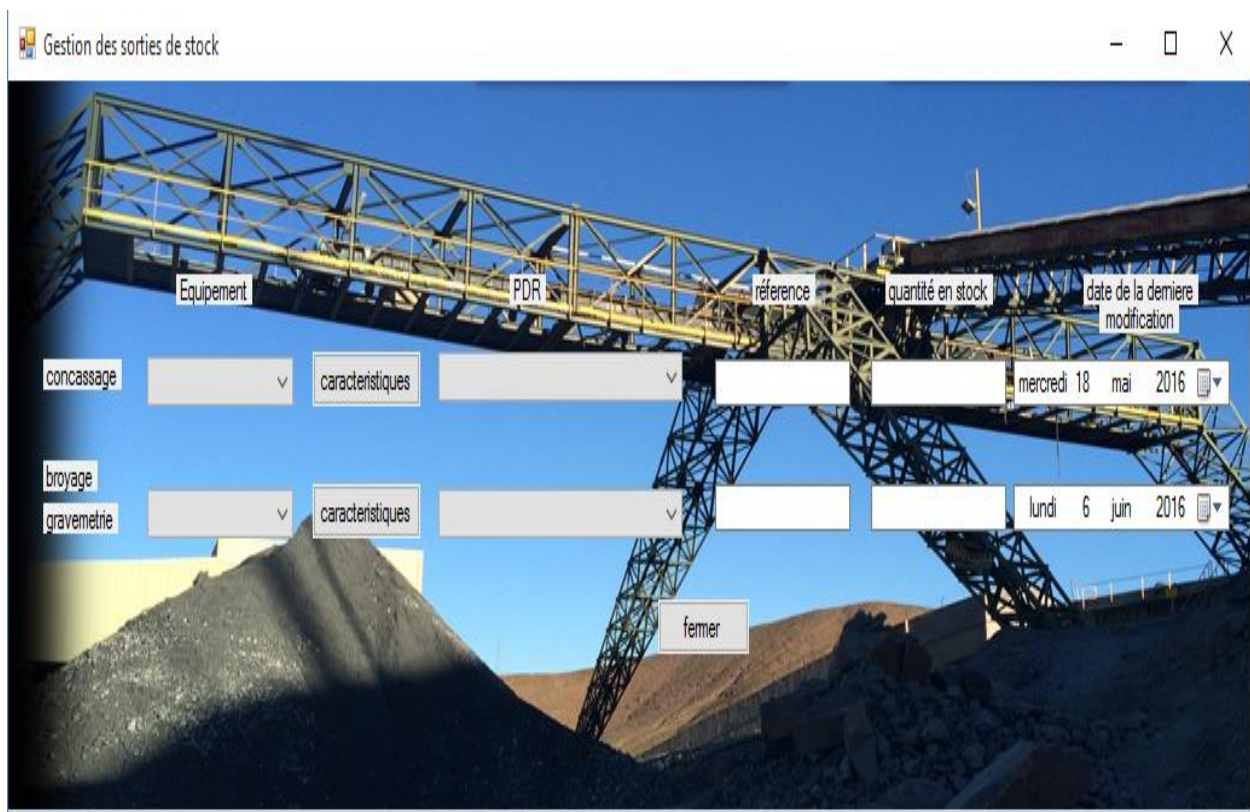 Gestion des sorties de stock
Equipement PDR réference quantité en stock date de la derniere
modification
concassage caracteristiques mercredi 18 mai 2016
broyage
gravemetrie caracteristiques lundi 6 juin 2016
fermer